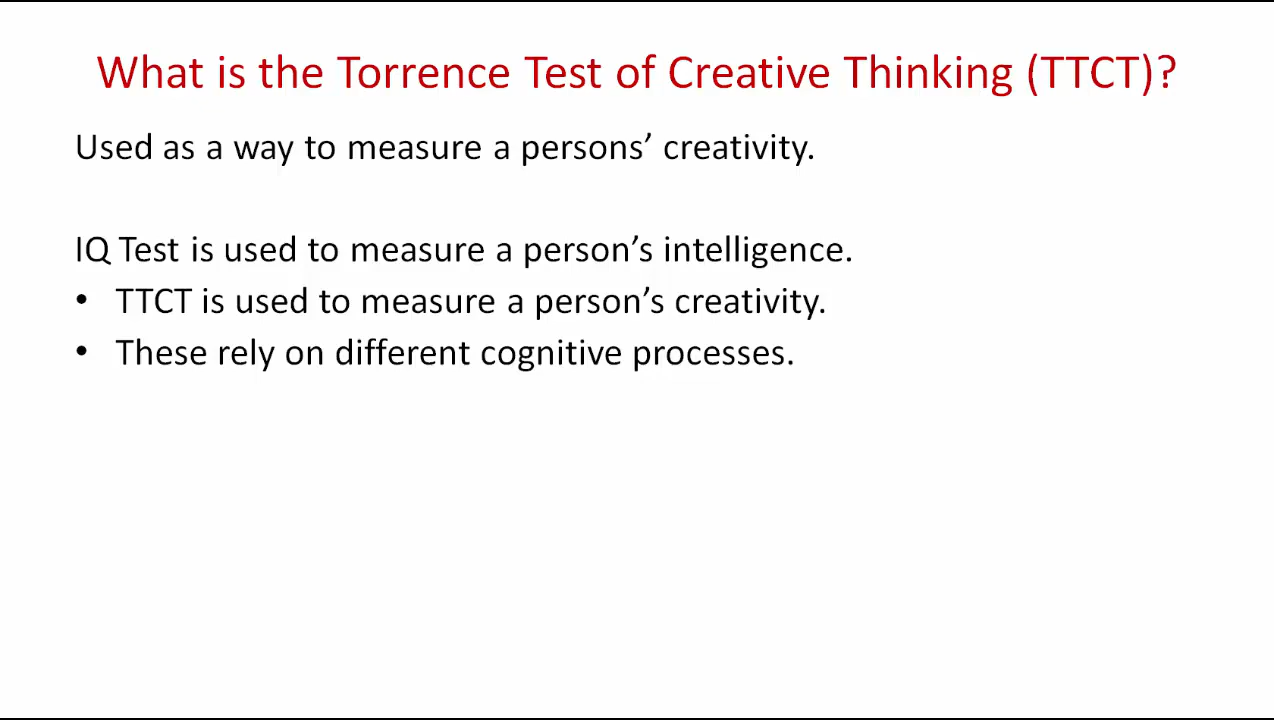 What is the Torrence Test of Creative Thinking (TTCT)?
Used as a way to measure a persons’ creativity.
IQ Test is used to measure a person’s intelligence.
• TTCT is used to measure a person’s creativity.
• These rely on different cognitive processes.